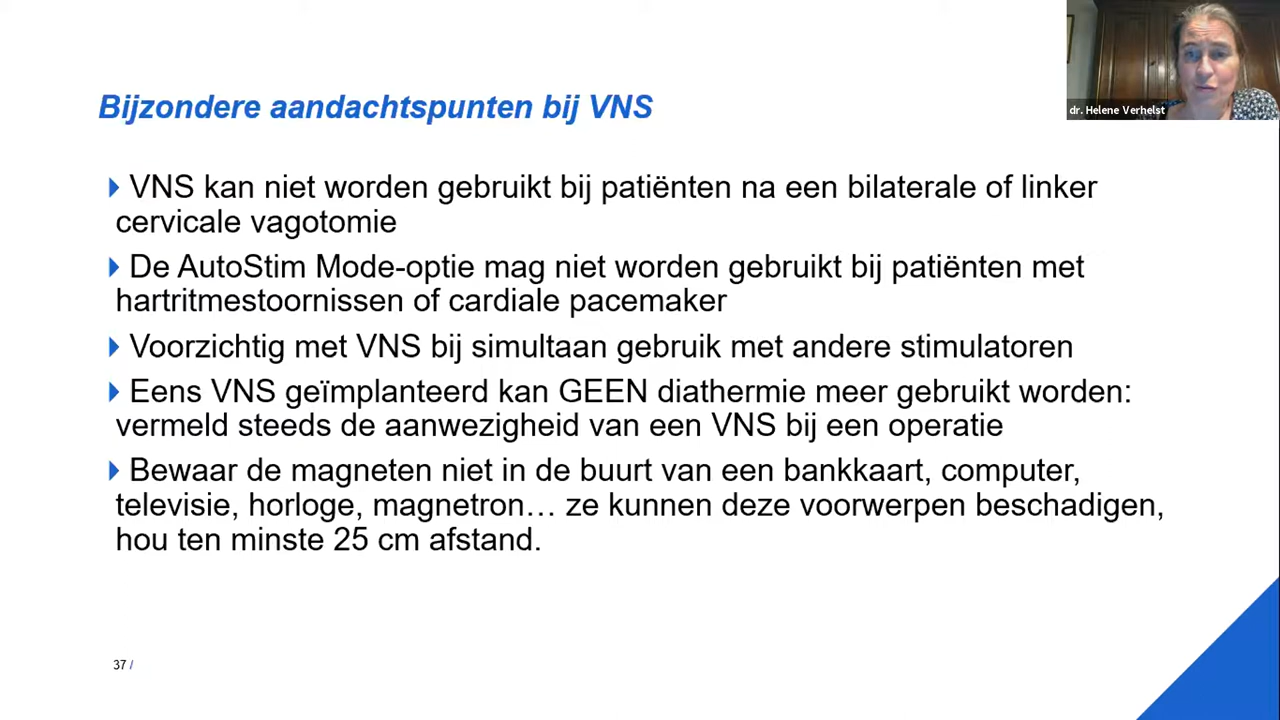 dr. Helene Verhelst
Bijzondere aandachtspunten bij VNS
VNS kan niet worden gebruikt bij patiënten na een bilaterale of linker
cervicale vagotomie
De AutoStim Mode-optie mag niet worden gebruikt bij patiënten met
hartritmestoornissen of cardiale pacemaker
Voorzichtig met VNS bij simultaan gebruik met andere stimulatoren
Eens VNS geïmplanteerd kan GEEN diathermie meer gebruikt worden:
vermeld steeds de aanwezigheid van een VNS bij een operatie
Bewaar de magneten niet in de buurt van een bankkaart, computer,
televisie, horloge, magnetron… ze kunnen deze voorwerpen beschadigen,
hou ten minste 25 cm afstand.
37 /